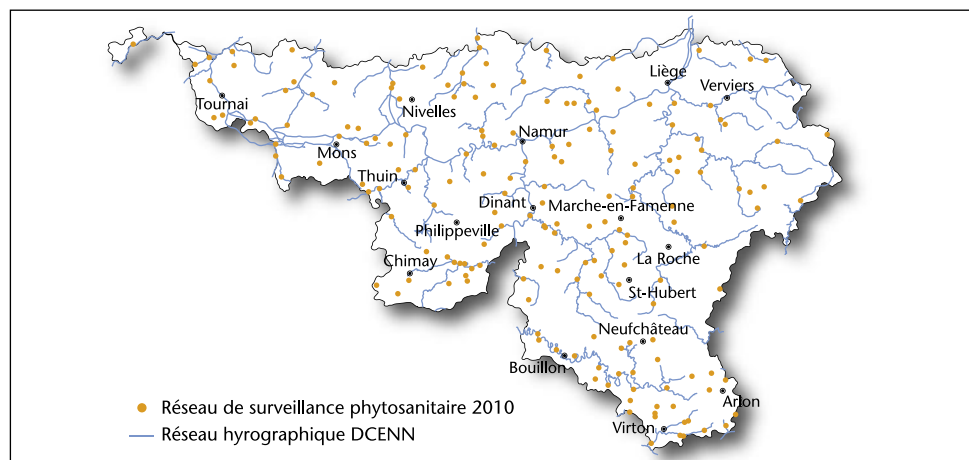 Liège
Verviers
Tournai
Nivelles
Namur
Mons
Thuin
Dinant
Marche-en-Famenne
Philippeville
La Roche
Chimay
St-Hubert
Neufchâteau
Bouillon
Arlon
Virton
Réseau de surveillance phytosanitaire 2010
Réseau hyrographique DCENN